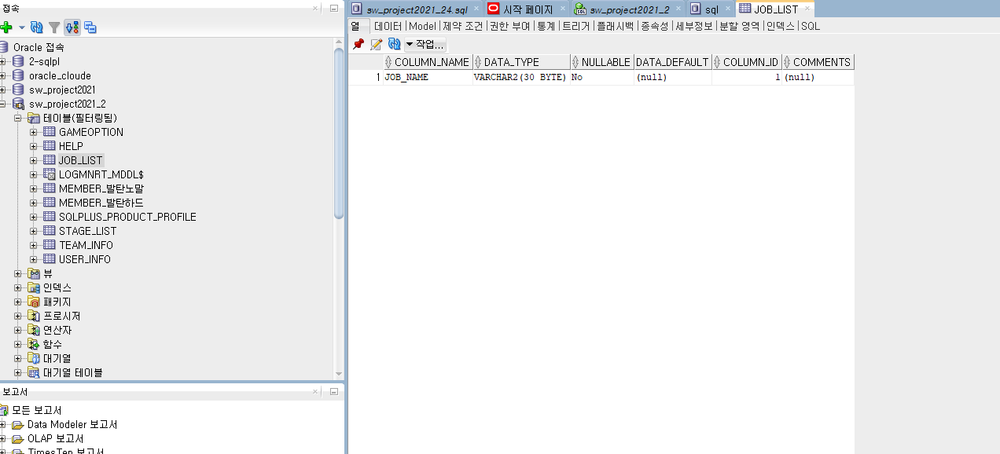 접속
Oracle 접속
2-sqlpl
oracle_cloude
sw_project2021
sw_project2021_2
테이블(필터링됨)
GAMEOPTION
HELP
JOB_LIST
LOGMNRT_MDDL$
MEMBER_발탄노말
MEMBER_발탄하드
SQLPLUS_PRODUCT_PROFILE
STAGE_LIST
TEAM_INFO
USER_INFO
뷰
인덱스
패키지
프로시저
연산자
함수
대기열
대기열 테이블
보고서
모든 보고서
Data Modeler 보고서
OLAP 보고서
TimesTen 보고서
sw_project2021_24.sql 시작 페이지 sw_project2021_2 sql JOB_LIST
열 데이터 Model 제약 조건 권한 부여 통계 트리거 플래시백 종속성 세부정보 분할 영역 인덱스 SQL
작업...
COLUMN_NAME DATA_TYPE NULLABLE DATA_DEFAULT COLUMN_ID COMMENTS
1 JOB_NAME VARCHAR2(30 BYTE) No (null) 1 (null)